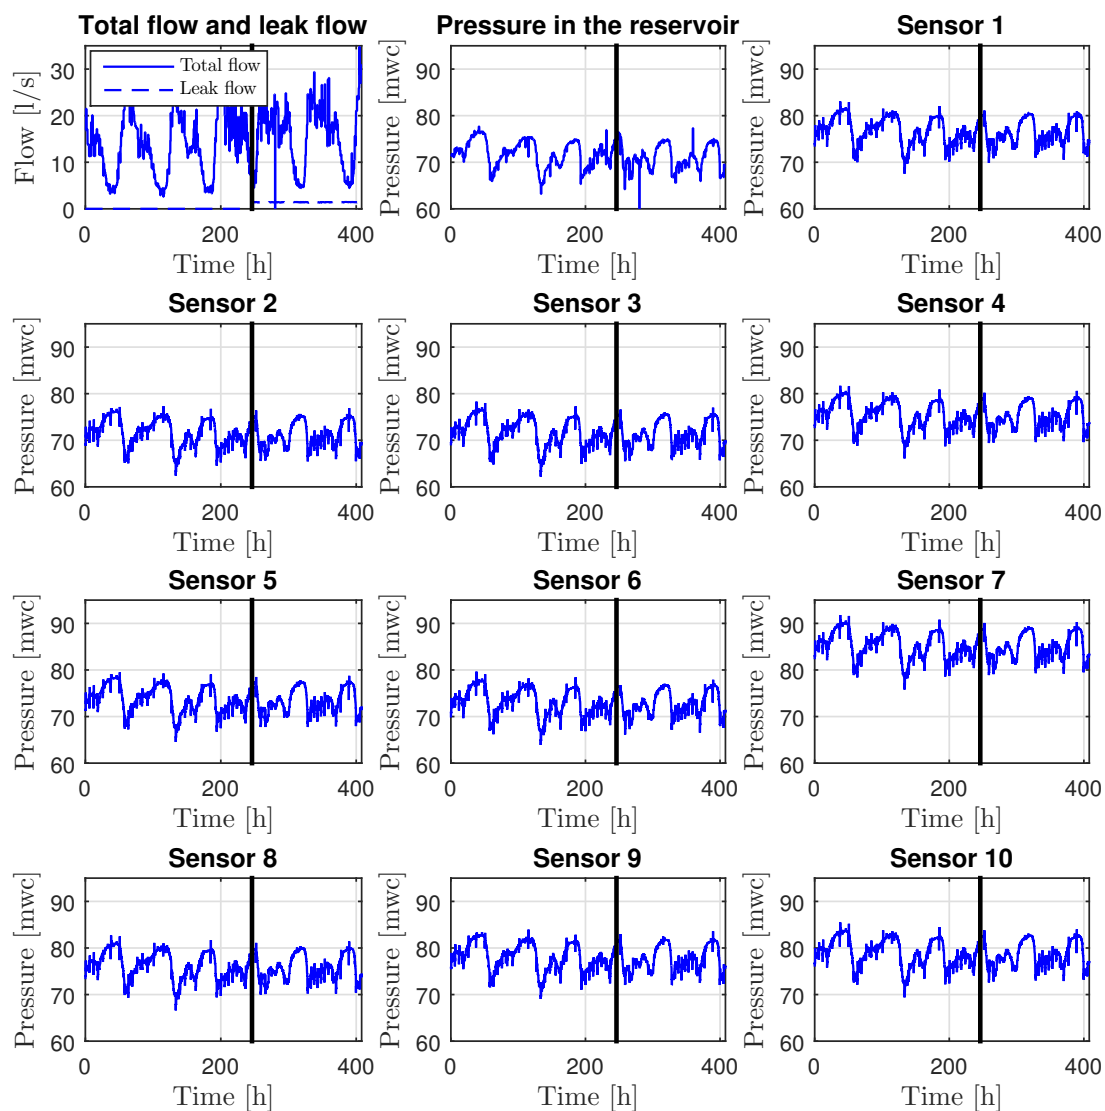 Total flow and leak flow
Flow [l/s]
30
20
10
0
Total flow
Leak flow
0 200 400
Time [h]
Pressure in the reservoir
Pressure [mwc]
90
80
70
60
0 200 400
Time [h]
Sensor 1
Pressure [mwc]
90
80
70
60
0 200 400
Time [h]
Sensor 2
Pressure [mwc]
90
80
70
60
0 200 400
Time [h]
Sensor 3
Pressure [mwc]
90
80
70
60
0 200 400
Time [h]
Sensor 4
Pressure [mwc]
90
80
70
60
0 200 400
Time [h]
Sensor 5
Pressure [mwc]
90
80
70
60
0 200 400
Time [h]
Sensor 6
Pressure [mwc]
90
80
70
60
0 200 400
Time [h]
Sensor 7
Pressure [mwc]
90
80
70
60
0 200 400
Time [h]
Sensor 8
Pressure [mwc]
90
80
70
60
0 200 400
Time [h]
Sensor 9
Pressure [mwc]
90
80
70
60
0 200 400
Time [h]
Sensor 10
Pressure [mwc]
90
80
70
60
0 200 400
Time [h]